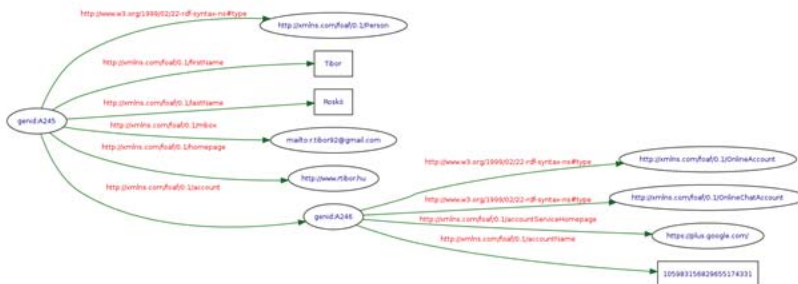 http://www.w3.org/1999/02/22-rdf-syntax-ns#type
http://xmlns.com/foaf/0.1/Person
http://xmlns.com/foaf/0.1/firstName
Tibor
http://xmlns.com/foaf/0.1/lastName
Roskó
genid:A245
http://xmlns.com/foaf/0.1/mbox
mailto:r.tibor92@gmail.com
http://xmlns.com/foaf/0.1/homepage
http://www.rtibor.hu
http://xmlns.com/foaf/0.1/account
genid:A246
http://www.w3.org/1999/02/22-rdf-syntax-ns#type
http://xmlns.com/foaf/0.1/OnlineAccount
http://www.w3.org/1999/02/22-rdf-syntax-ns#type
http://xmlns.com/foaf/0.1/OnlineChatAccount
http://xmlns.com/foaf/0.1/accountServiceHomepage
https://plus.google.com/
http://xmlns.com/foaf/0.1/accountName
105983156829655174331